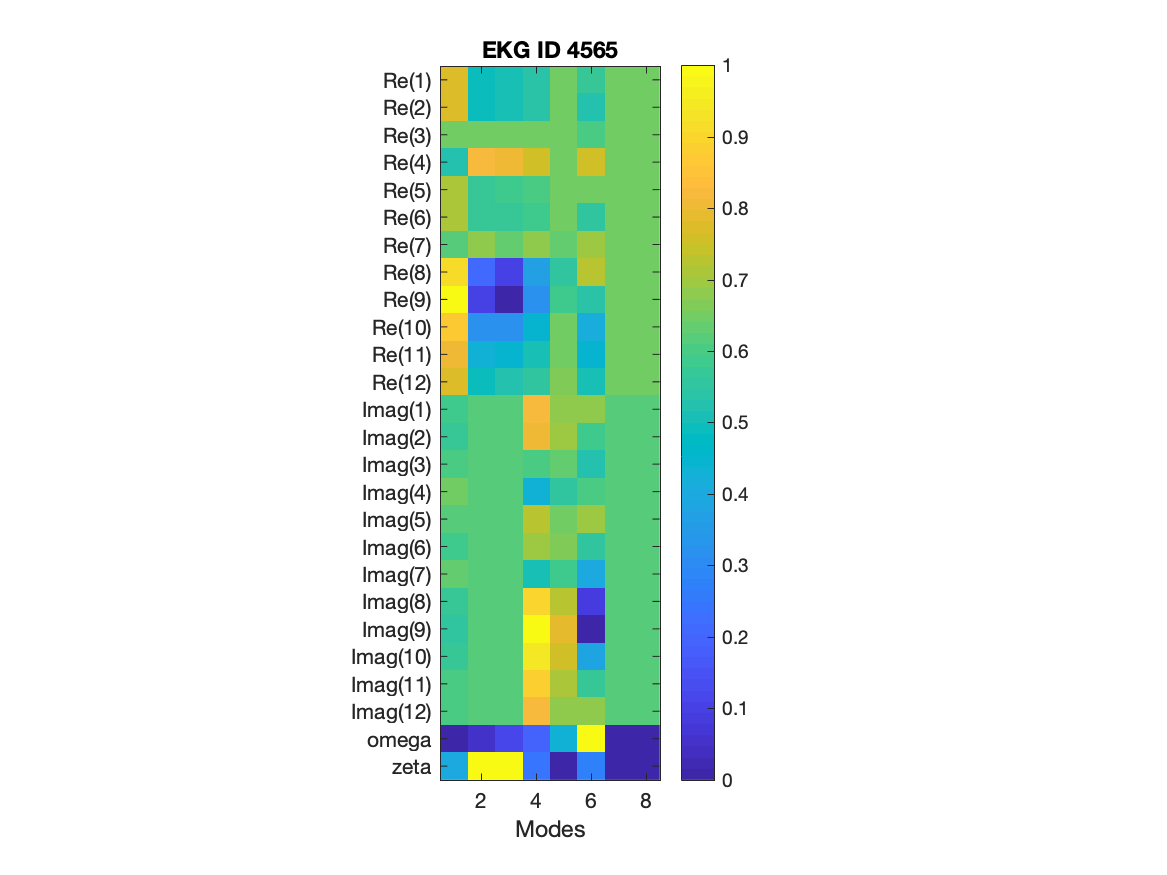 EKG ID 4565
Re(1)
Re(2)
Re(3)
Re(4)
Re(5)
Re(6)
Re(7)
Re(8)
Re(9)
Re(10)
Re(11)
Re(12)
Imag(1)
Imag(2)
Imag(3)
Imag(4)
Imag(5)
Imag(6)
Imag(7)
Imag(8)
Imag(9)
Imag(10)
Imag(11)
Imag(12)
omega
zeta
2 4 6 8
Modes
1
0.9
0.8
0.7
0.6
0.5
0.4
0.3
0.2
0.1
0